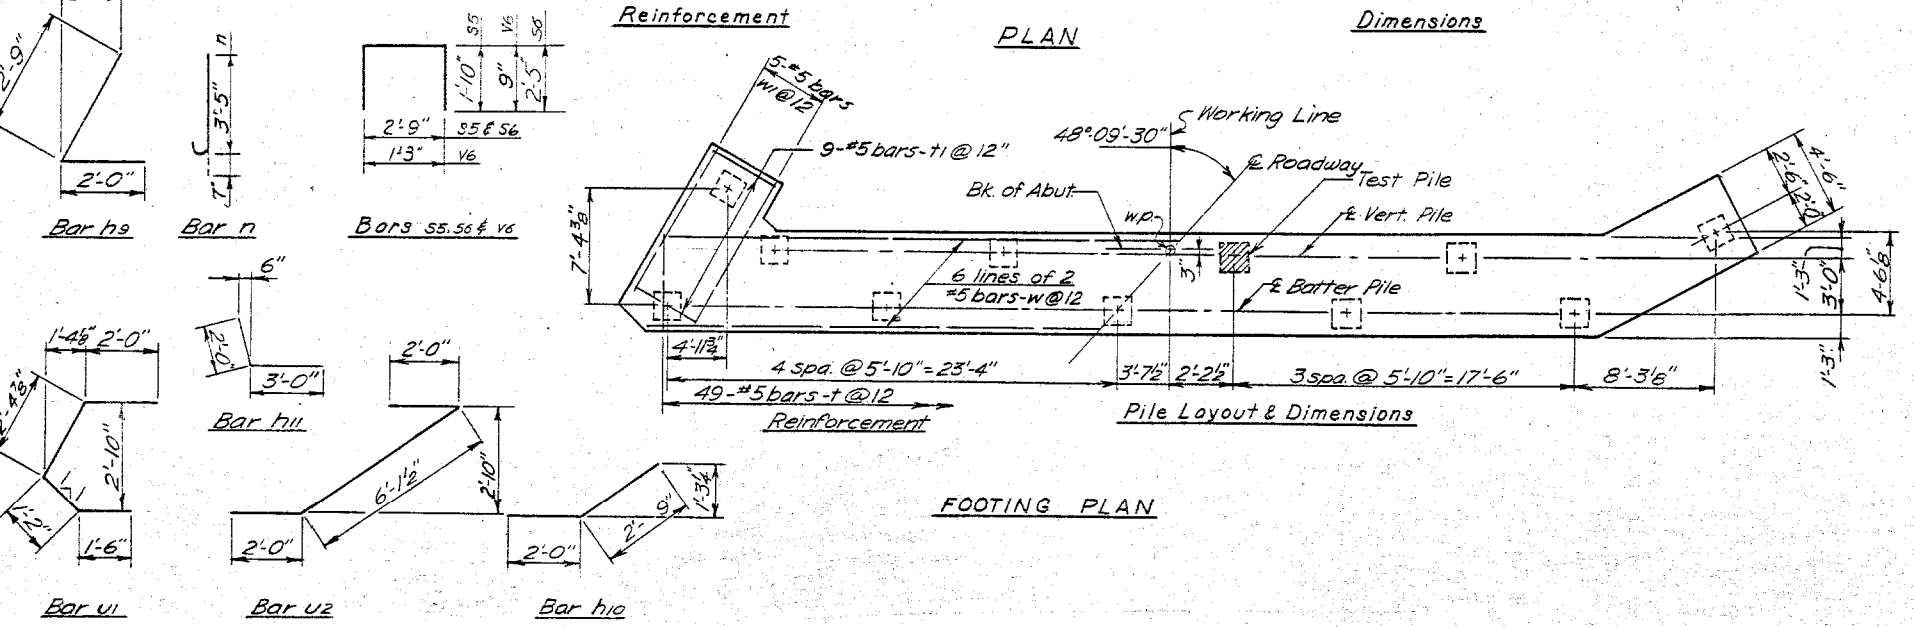 Reinforcement
PLAN
Dimensions
2'-9"
2'-0"
Bar h9
n
3'-5"
7"
Bar n
S5
V6
S6
1'-10"
9"
2'-5"
2'-9" S5 & S6
1'-3" V6
Bars S5, S6 & V6
5-#5 bars
w1@12
9-#5 bars-t1 @ 12"
7'-4 3/8"
48°-09'-30"
Working Line
℄ Roadway
Test Pile
Bk. of Abut.
w.p.
℄ Vert. Pile
3"
6 lines of 2
#5 bars-w@12
℄ Batter Pile
4'-6"
2'-6"
2'-0"
1'-3"
3'-0"
4'-6 1/8"
1'-3"
4'-11 3/4"
4 spa. @ 5'-10" = 23'-4"
3'-7 1/2"
2'-2 1/2"
3 spa. @ 5'-10" = 17'-6"
8'-3 1/8"
49-#5 bars-t @12
Reinforcement
Pile Layout & Dimensions
FOOTING PLAN
6"
2'-0"
3'-0"
Bar h11
1'-4 1/8"
2'-0"
2'-4 7/8"
2'-10"
1'-2"
1'-6"
Bar u1
2'-0"
6'-1 1/2"
2'-10"
2'-0"
Bar u2
1'-3 1/4"
2'-9"
2'-0"
Bar h10